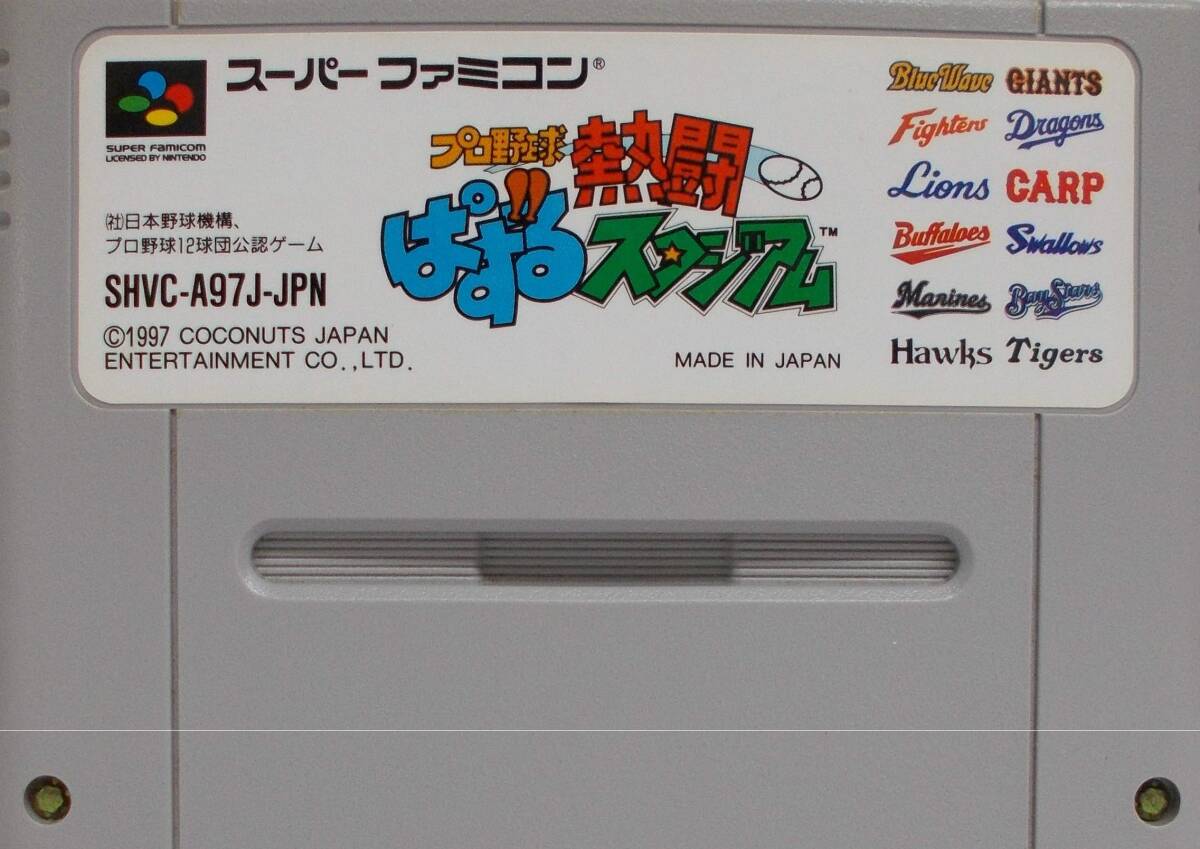 スーパーファミコン®
SUPER FAMICOM
LICENSED BY NINTENDO
プロ野球熱闘
ぱずるスタジアム™
!!
(社)日本野球機構、
プロ野球12球団公認ゲーム
SHVC-A97J-JPN
©1997 COCONUTS JAPAN
ENTERTAINMENT CO.,LTD.
MADE IN JAPAN
BlueWave GIANTS
Fighters Dragons
Lions CARP
Buffaloes Swallows
Marines BayStars
Hawks Tigers